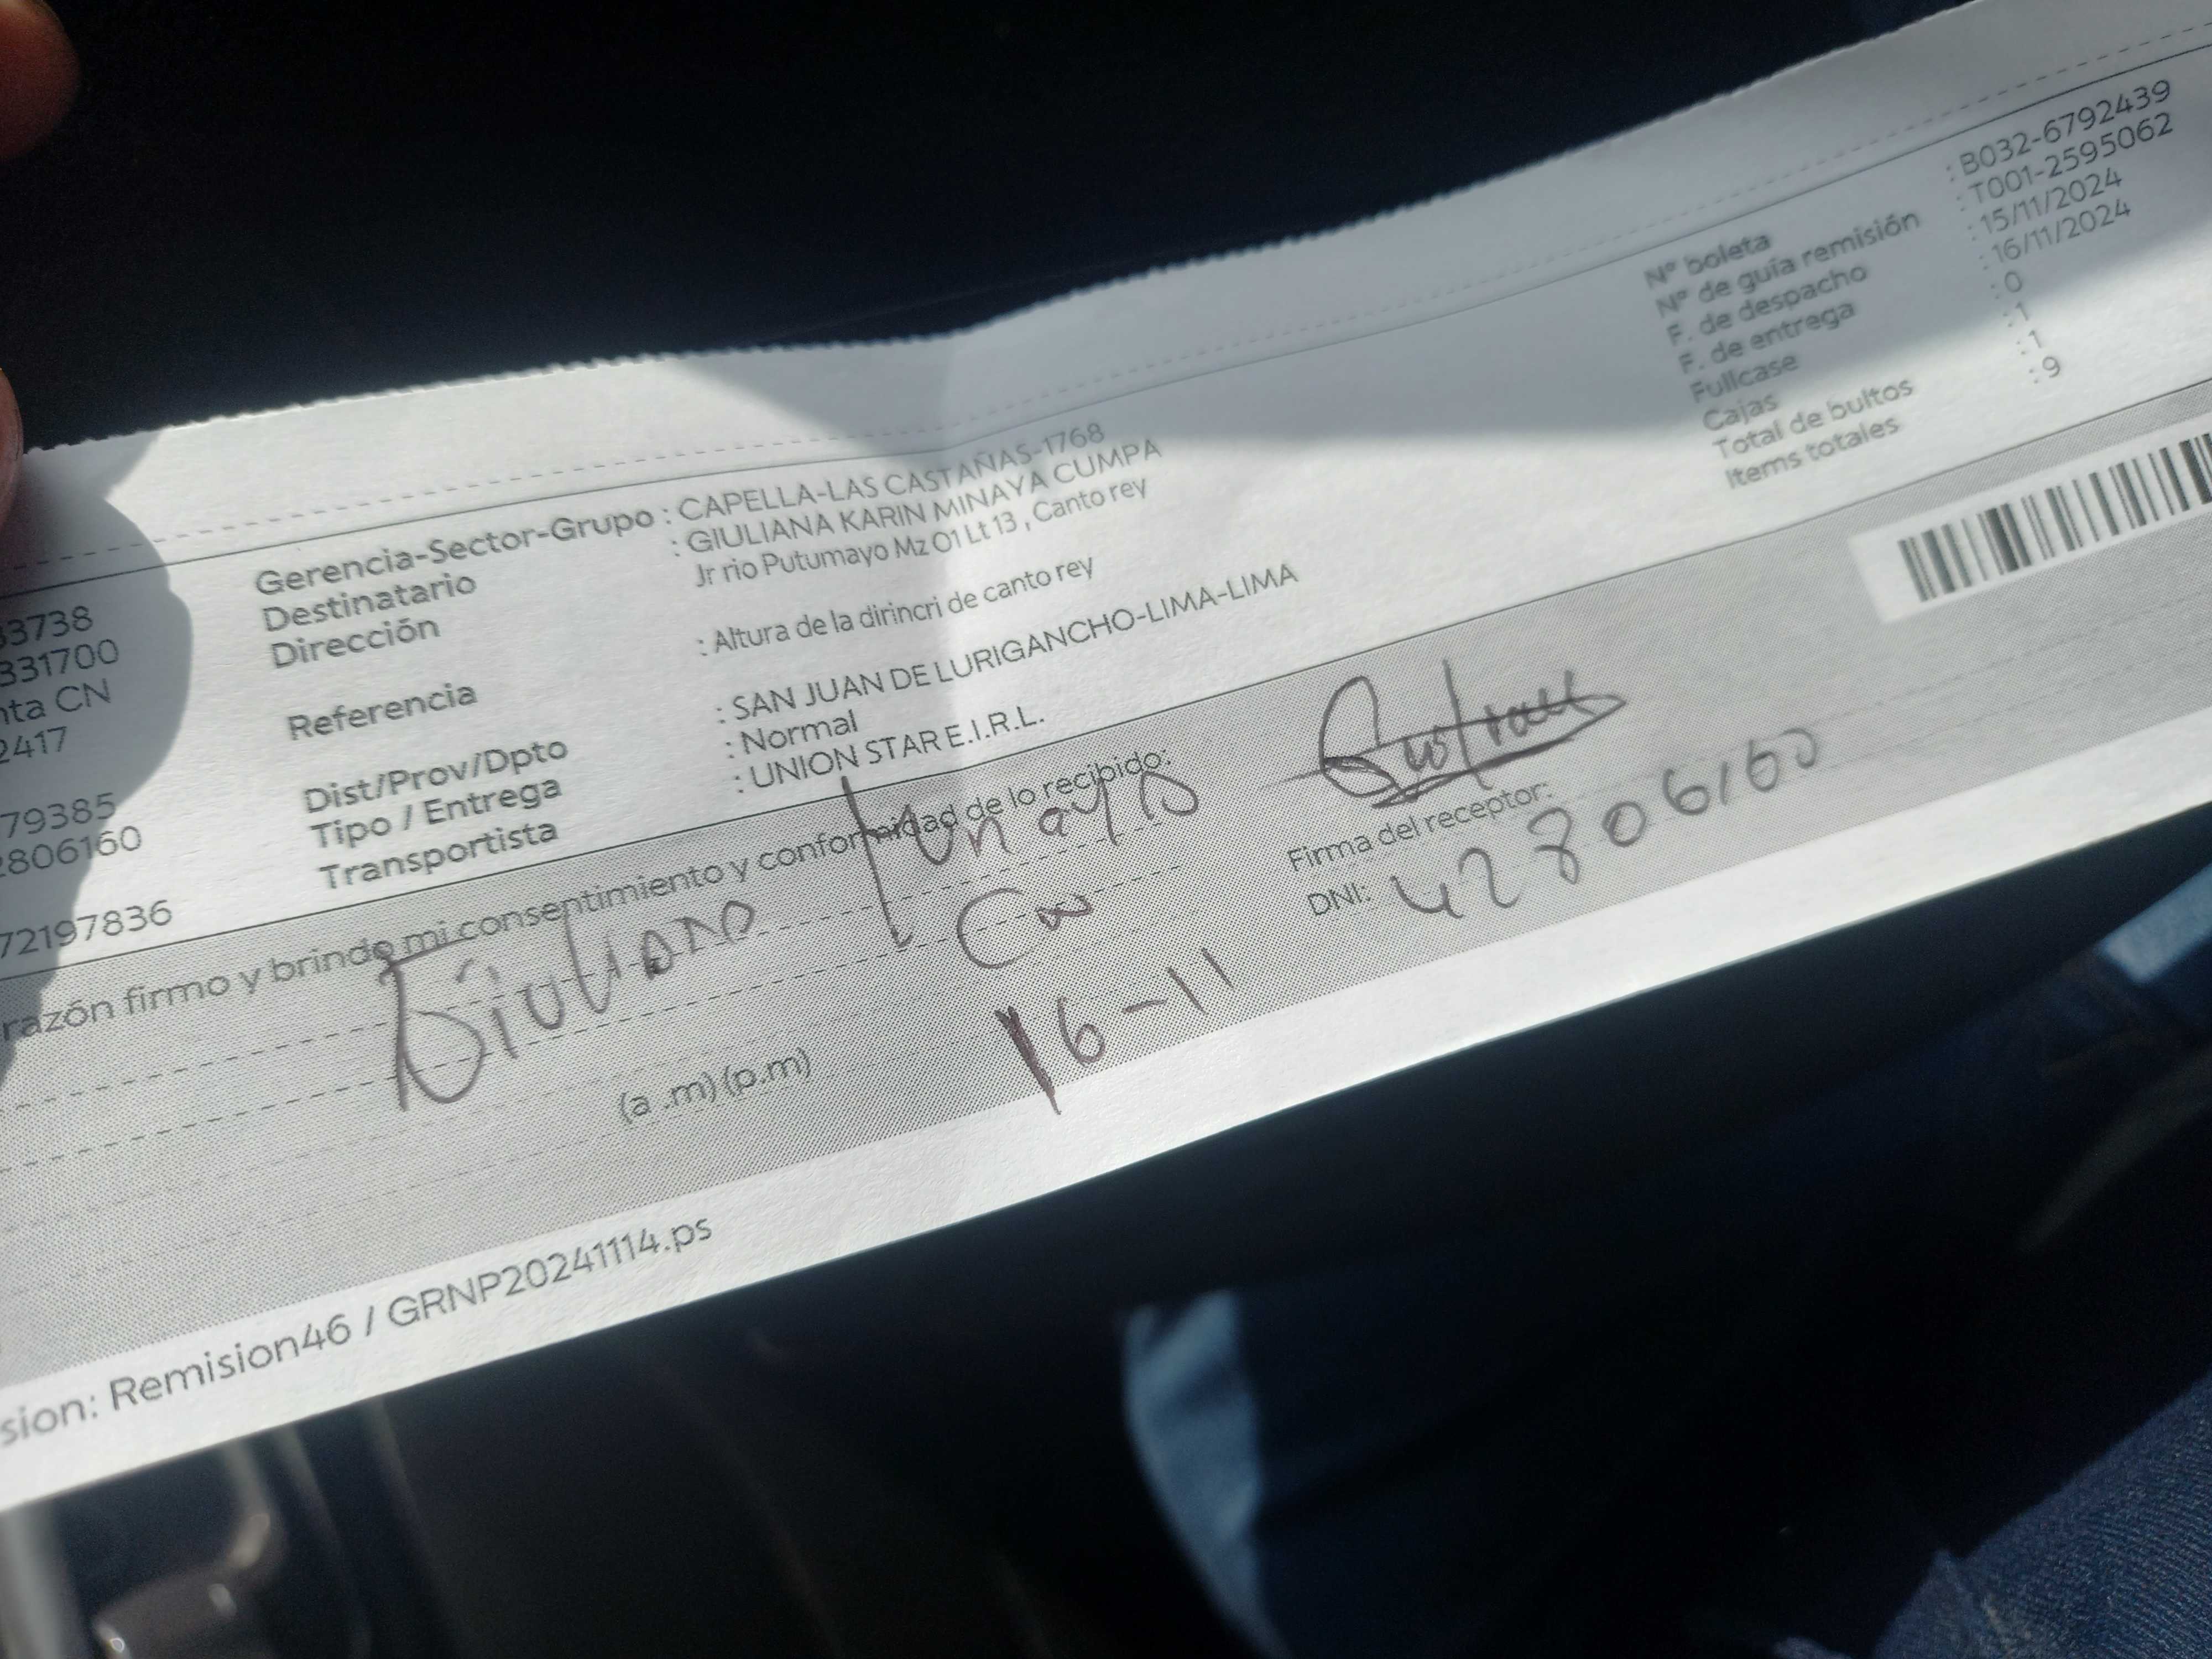 33738
331700
nta CN
2417
79385
2806160
72197836
Gerencia-Sector-Grupo : CAPELLA-LAS CASTAÑAS-1768
Destinatario : GIULIANA KARIN MINAYA CUMPA
Dirección Jr rio Putumayo Mz O1 Lt 13 , Canto rey
Referencia : Altura de la dirincri de canto rey
Dist/Prov/Dpto : SAN JUAN DE LURIGANCHO-LIMA-LIMA
Tipo / Entrega : Normal
Transportista : UNION STAR E.I.R.L.
N° boleta : B032-6792439
N° de guía remisión : T001-2595062
F. de despacho : 15/11/2024
F. de entrega : 16/11/2024
Fullcase : 0
Cajas : 1
Total de bultos : 1
Items totales : 9
razón firmo y brindo mi consentimiento y conformidad de lo recibido:
Giuliana Minaya
Firma del receptor:
DNI: 42806160
(a .m) (p.m)
16-11
sion: Remision46 / GRNP20241114.ps